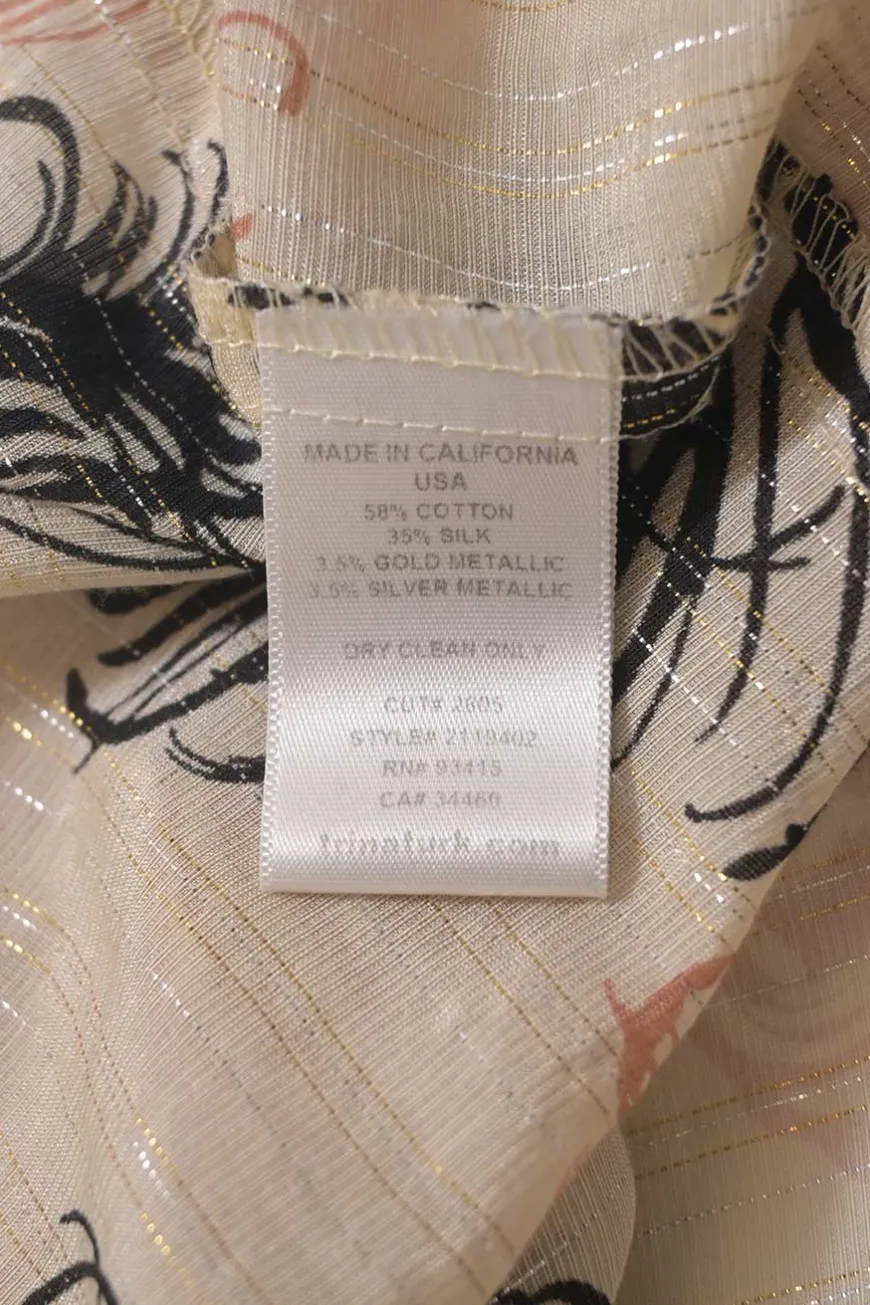 MADE IN CALIFORNIA
USA
58% COTTON
35% SILK
3.5% GOLD METALLIC
3.5% SILVER METALLIC
DRY CLEAN ONLY
CUT# 2805
STYLE# 2119402
RN# 93415
CA# 34460
trinaturk.com